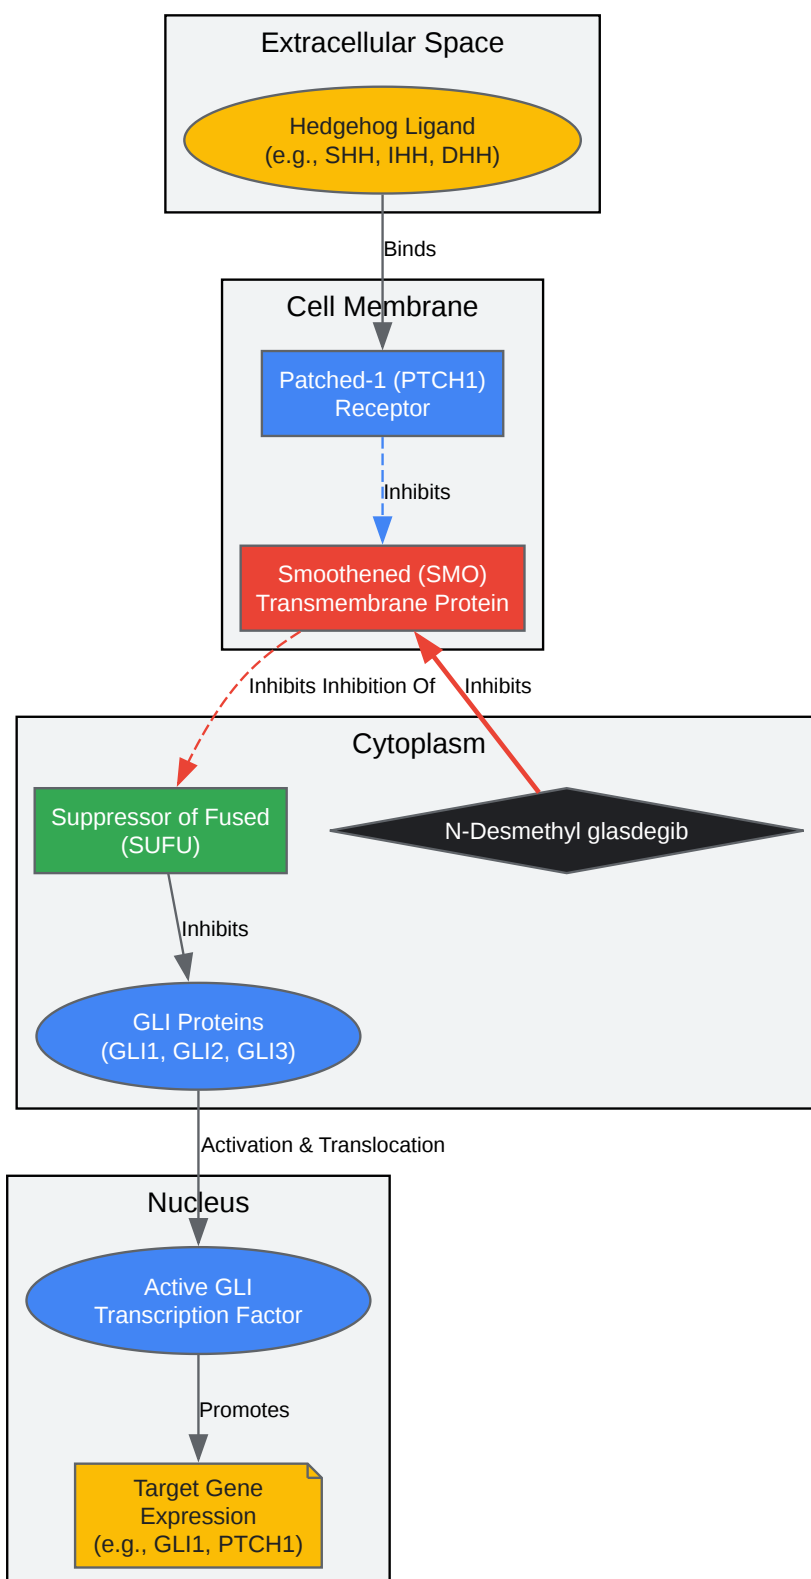 Extracellular Space
Hedgehog Ligand
(e.g., SHH, IHH, DHH)
Binds
Cell Membrane
Patched-1 (PTCH1)
Receptor
Inhibits
Smoothened (SMO)
Transmembrane Protein
Inhibits Inhibition Of
Inhibits
Cytoplasm
Suppressor of Fused
(SUFU)
N-Desmethyl glasdegib
Inhibits
GLI Proteins
(GLI1, GLI2, GLI3)
Activation & Translocation
Nucleus
Active GLI
Transcription Factor
Promotes
Target Gene
Expression
(e.g., GLI1, PTCH1)